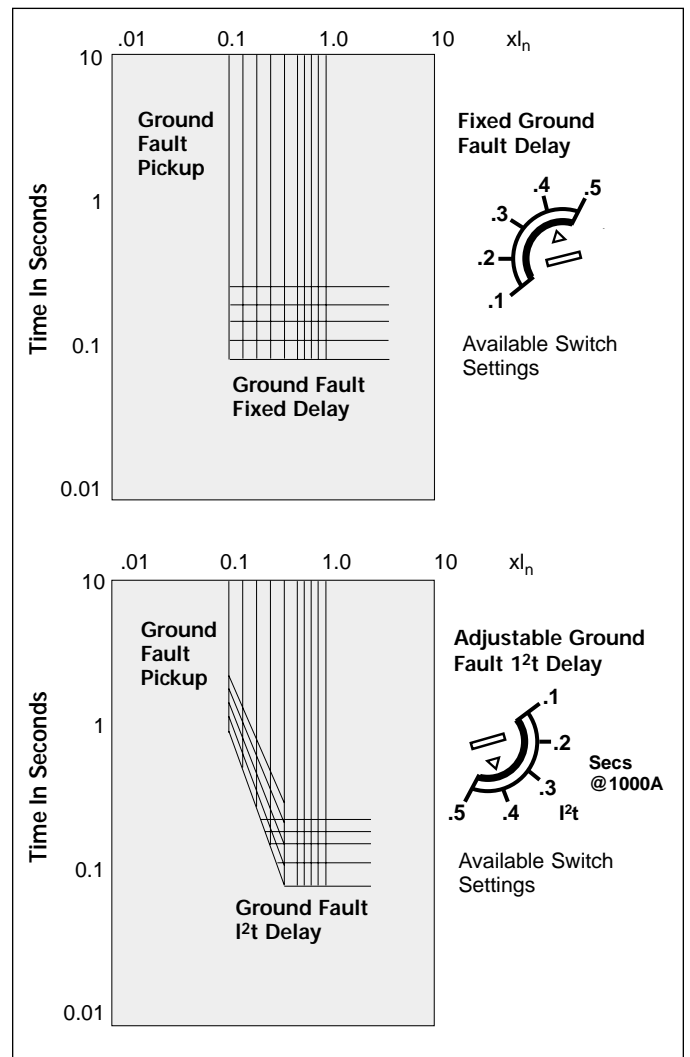 .01 0.1 1.0 10 xIn
10
1
0.1
0.01
Time In Seconds
Ground
Fault
Pickup
Ground Fault
Fixed Delay
Fixed Ground
Fault Delay
.1 .2 .3 .4 .5
Available Switch
Settings
.01 0.1 1.0 10 xIn
10
1
0.1
0.01
Time In Seconds
Ground
Fault
Pickup
Ground Fault
I²t Delay
Adjustable Ground
Fault 1²t Delay
.1
.2
.3
.4
.5
Secs
@1000A
I²t
Available Switch
Settings